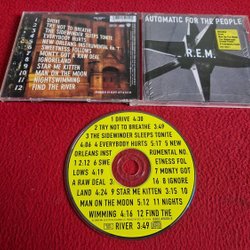 1 DRIVE
2 TRY NOT TO BREATHE
3 THE SIDEWINDER SLEEPS TONITE
4 EVERYBODY HURTS
5 NEW ORLEANS INSTRUMENTAL No. 1
6 SWEETNESS FOLLOWS
7 MONTY GOT A RAW DEAL
8 IGNORELAND
9 STAR ME KITTEN
10 MAN ON THE MOON
11 NIGHTSWIMMING
12 FIND THE RIVER
AUTOMATIC FOR THE PEOPLE
R.E.M.
1 DRIVE 4:30
2 TRY NOT TO BREATHE 3:49
3 THE SIDEWINDER SLEEPS TONITE
4:06 4 EVERYBODY HURTS 5:17 5 NEW
ORLEANS INST
RUMENTAL NO.
1 2:12 6 SWE
ETNESS FOL
LOWS 4:19
7 MONTY GOT
A RAW DEAL 3:
16 8 IGNORE
LAND 4:24 9 STAR ME KITTEN 3:15 10
MAN ON THE MOON 5:12 11 NIGHTS
WIMMING 4:16 12 FIND THE
RIVER 3:49